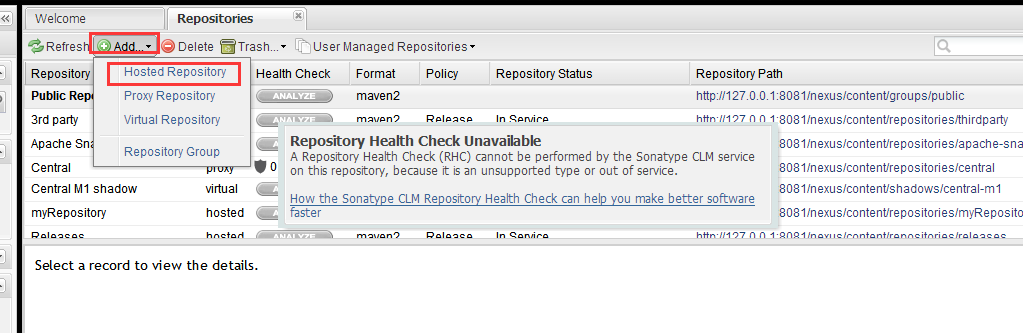 Welcome
Repositories
Refresh Add... Delete Trash... User Managed Repositories
Repository Health Check Format Policy Repository Status Repository Path
Hosted Repository
Proxy Repository
Virtual Repository
Repository Group
Public Repo ANALYZE maven2 http://127.0.0.1:8081/nexus/content/groups/public
3rd party ANALYZE maven2 Release In Service http://127.0.0.1:8081/nexus/content/repositories/thirdparty
Apache Sna :8081/nexus/content/repositories/apache-snap
Central proxy 0 :8081/nexus/content/repositories/central
Central M1 shadow virtual :8081/nexus/content/shadows/central-m1
myRepository hosted :8081/nexus/content/repositories/myReposito
Releases hosted ANALYZE maven2 Release In Service http://127.0.0.1:8081/nexus/content/repositories/releases
Repository Health Check Unavailable
A Repository Health Check (RHC) cannot be performed by the Sonatype CLM service
on this repository, because it is an unsupported type or out of service.
How the Sonatype CLM Repository Health Check can help you make better software
faster
Select a record to view the details.